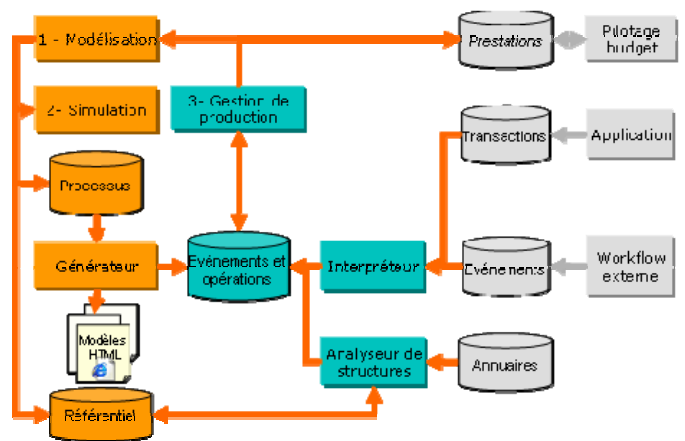 1 - Modélisation
Prestations
Pilotage
budget
2- Simulation
3- Gestion de
production
Transactions
Application
Processus
Générateur
Evénements et
opérations
Interpréteur
Evénements
Workflow
externe
Modèles
HTML
Analyseur de
structures
Annuaires
Référentiel